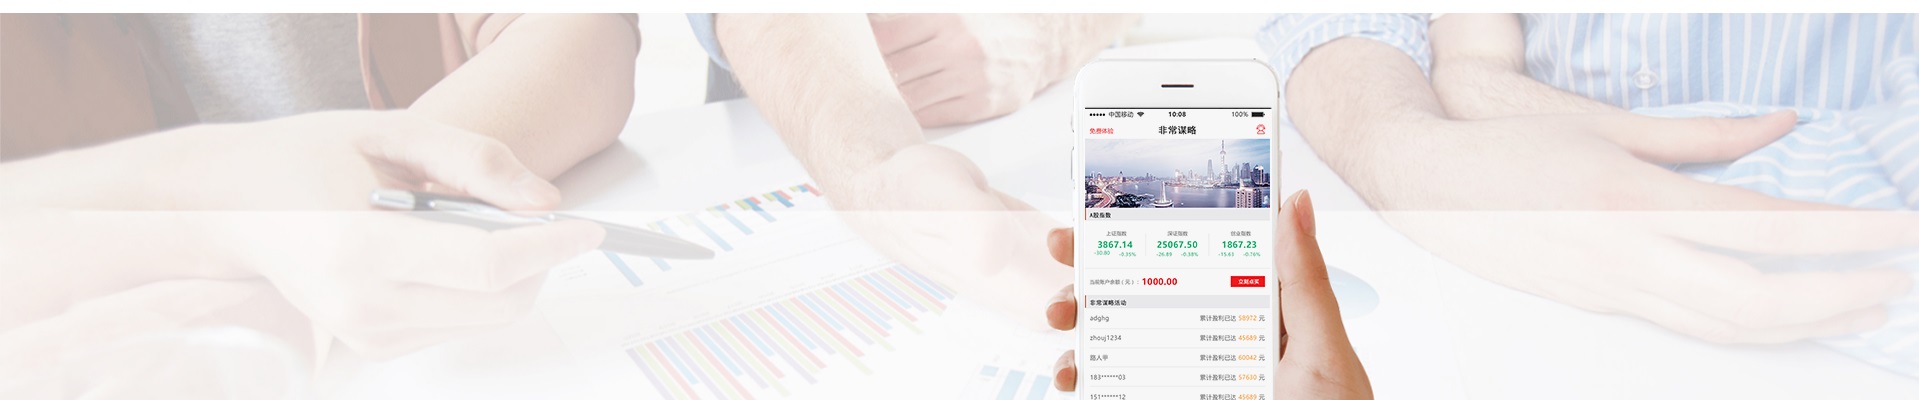 中国移动 10:08 100%
免费体验 非常谋略
A股指数
上证指数 深证指数 创业指数
3867.14 25067.50 1867.23
-30.80 -0.35% -26.89 -0.38% -15.63 -0.76%
当前账户余额（元）： 1000.00 立即点买
非常谋略活动
adghg 累计盈利已达 58972 元
zhouj1234 累计盈利已达 45689 元
路人甲 累计盈利已达 60042 元
183******03 累计盈利已达 57630 元
151******12 累计盈利已达 45689 元